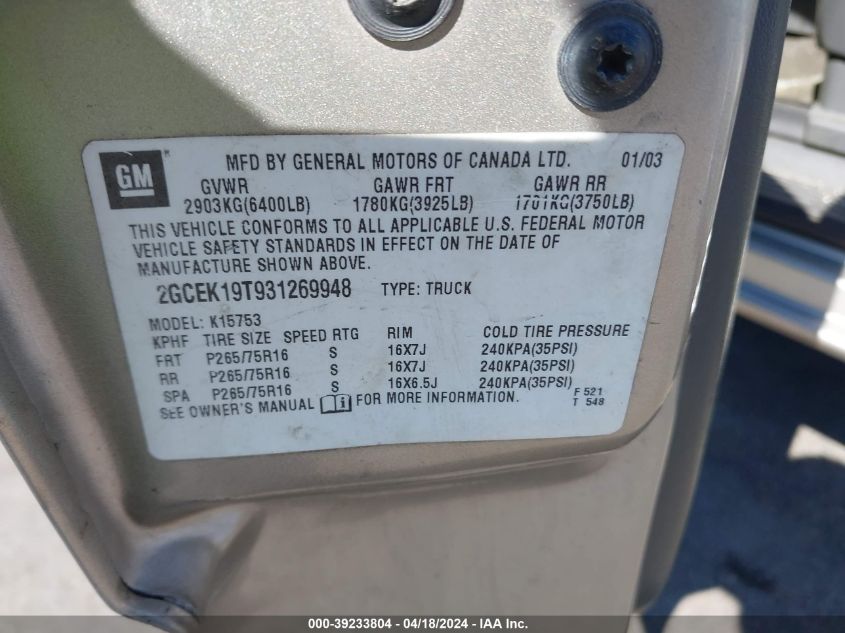 GM MFD BY GENERAL MOTORS OF CANADA LTD. 01/03
GVWR GAWR FRT GAWR RR
2903KG(6400LB) 1780KG(3925LB) 1701KG(3750LB)
THIS VEHICLE CONFORMS TO ALL APPLICABLE U.S. FEDERAL MOTOR
VEHICLE SAFETY STANDARDS IN EFFECT ON THE DATE OF
MANUFACTURE SHOWN ABOVE.
2GCEK19T931269948 TYPE: TRUCK
MODEL: K15753
KPHF TIRE SIZE SPEED RTG RIM COLD TIRE PRESSURE
FRT P265/75R16 S 16X7J 240KPA(35PSI)
RR P265/75R16 S 16X7J 240KPA(35PSI)
SPA P265/75R16 S 16X6.5J 240KPA(35PSI)
SEE OWNER'S MANUAL FOR MORE INFORMATION.
F 521
T 548
000-39233804 - 04/18/2024 - IAA Inc.